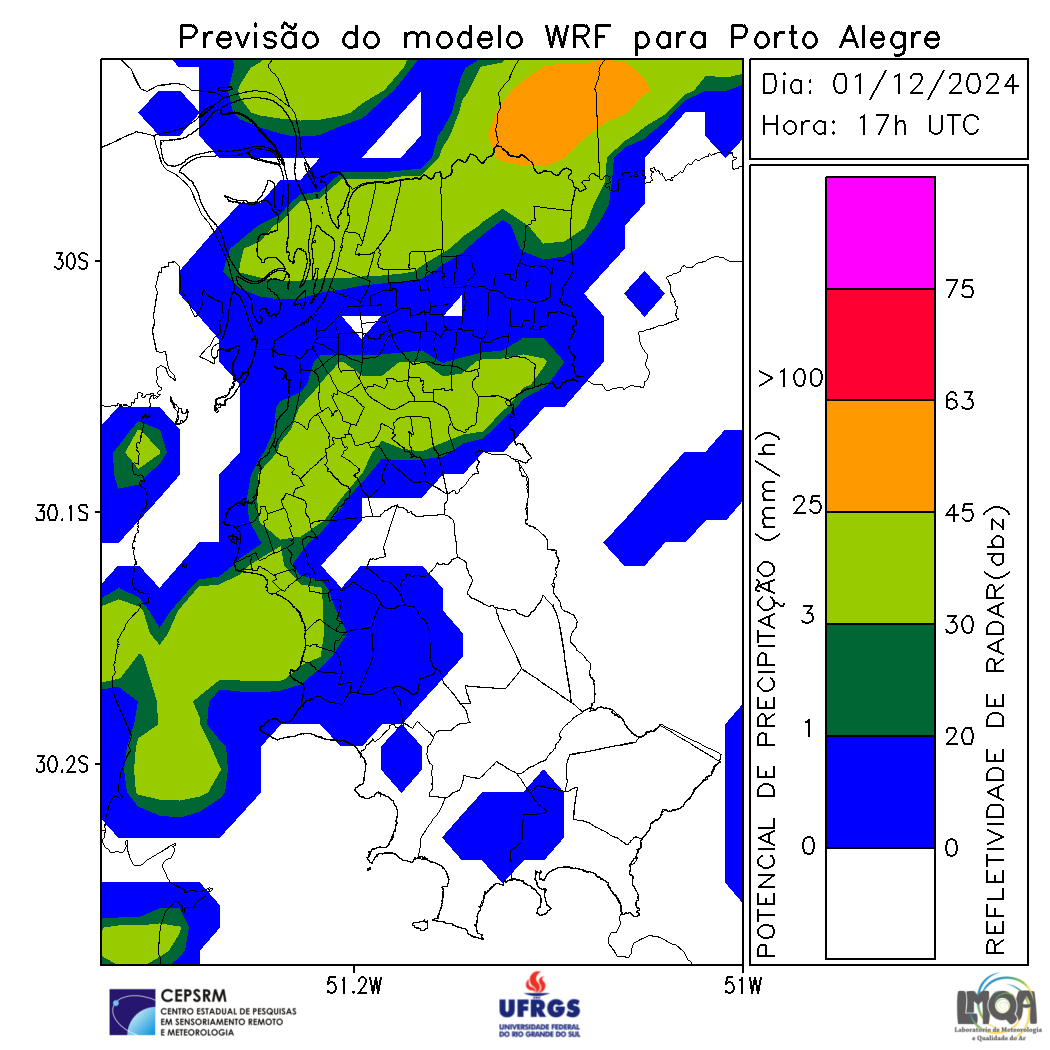 Previsão do modelo WRF para Porto Alegre
Dia: 01/12/2024
Hora: 17h UTC
30S
30.1S
30.2S
51.2W
51W
POTENCIAL DE PRECIPITAÇÃO (mm/h)
>100
25
3
1
0
75
63
45
30
20
0
REFLETIVIDADE DE RADAR(dbz)
CEPSRM
CENTRO ESTADUAL DE PESQUISAS
EM SENSORIAMENTO REMOTO
E METEOROLOGIA
UFRGS
UNIVERSIDADE FEDERAL
DO RIO GRANDE DO SUL
LMQA
Laboratório de Meteorologia
e Qualidade do Ar